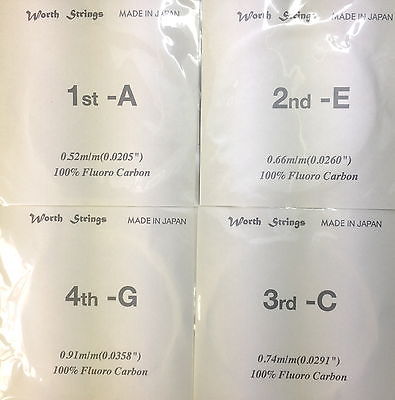 Worth Strings MADE IN JAPAN
1st -A
0.52m/m(0.0205")
100% Fluoro Carbon
Worth Strings MADE IN JAPAN
2nd -E
0.66m/m(0.0260")
100% Fluoro Carbon
Worth Strings MADE IN JAPAN
4th -G
0.91m/m(0.0358")
100% Fluoro Carbon
Worth Strings MADE IN JAPAN
3rd -C
0.74m/m(0.0291")
100% Fluoro Carbon